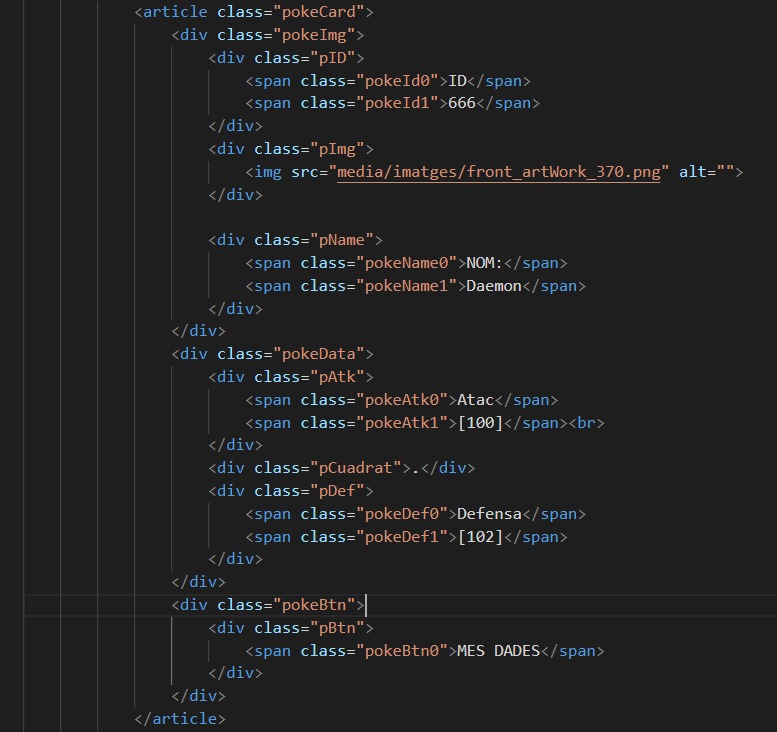 <article class="pokeCard">
<div class="pokeImg">
<div class="pID">
<span class="pokeId0">ID</span>
<span class="pokeId1">666</span>
</div>
<div class="pImg">
<img src="media/imatges/front_artWork_370.png" alt="">
</div>
<div class="pName">
<span class="pokeName0">NOM:</span>
<span class="pokeName1">Daemon</span>
</div>
</div>
<div class="pokeData">
<div class="pAtk">
<span class="pokeAtk0">Atac</span>
<span class="pokeAtk1">[100]</span><br>
</div>
<div class="pCuadrat">.</div>
<div class="pDef">
<span class="pokeDef0">Defensa</span>
<span class="pokeDef1">[102]</span>
</div>
</div>
<div class="pokeBtn">
<div class="pBtn">
<span class="pokeBtn0">MES DADES</span>
</div>
</div>
</article>